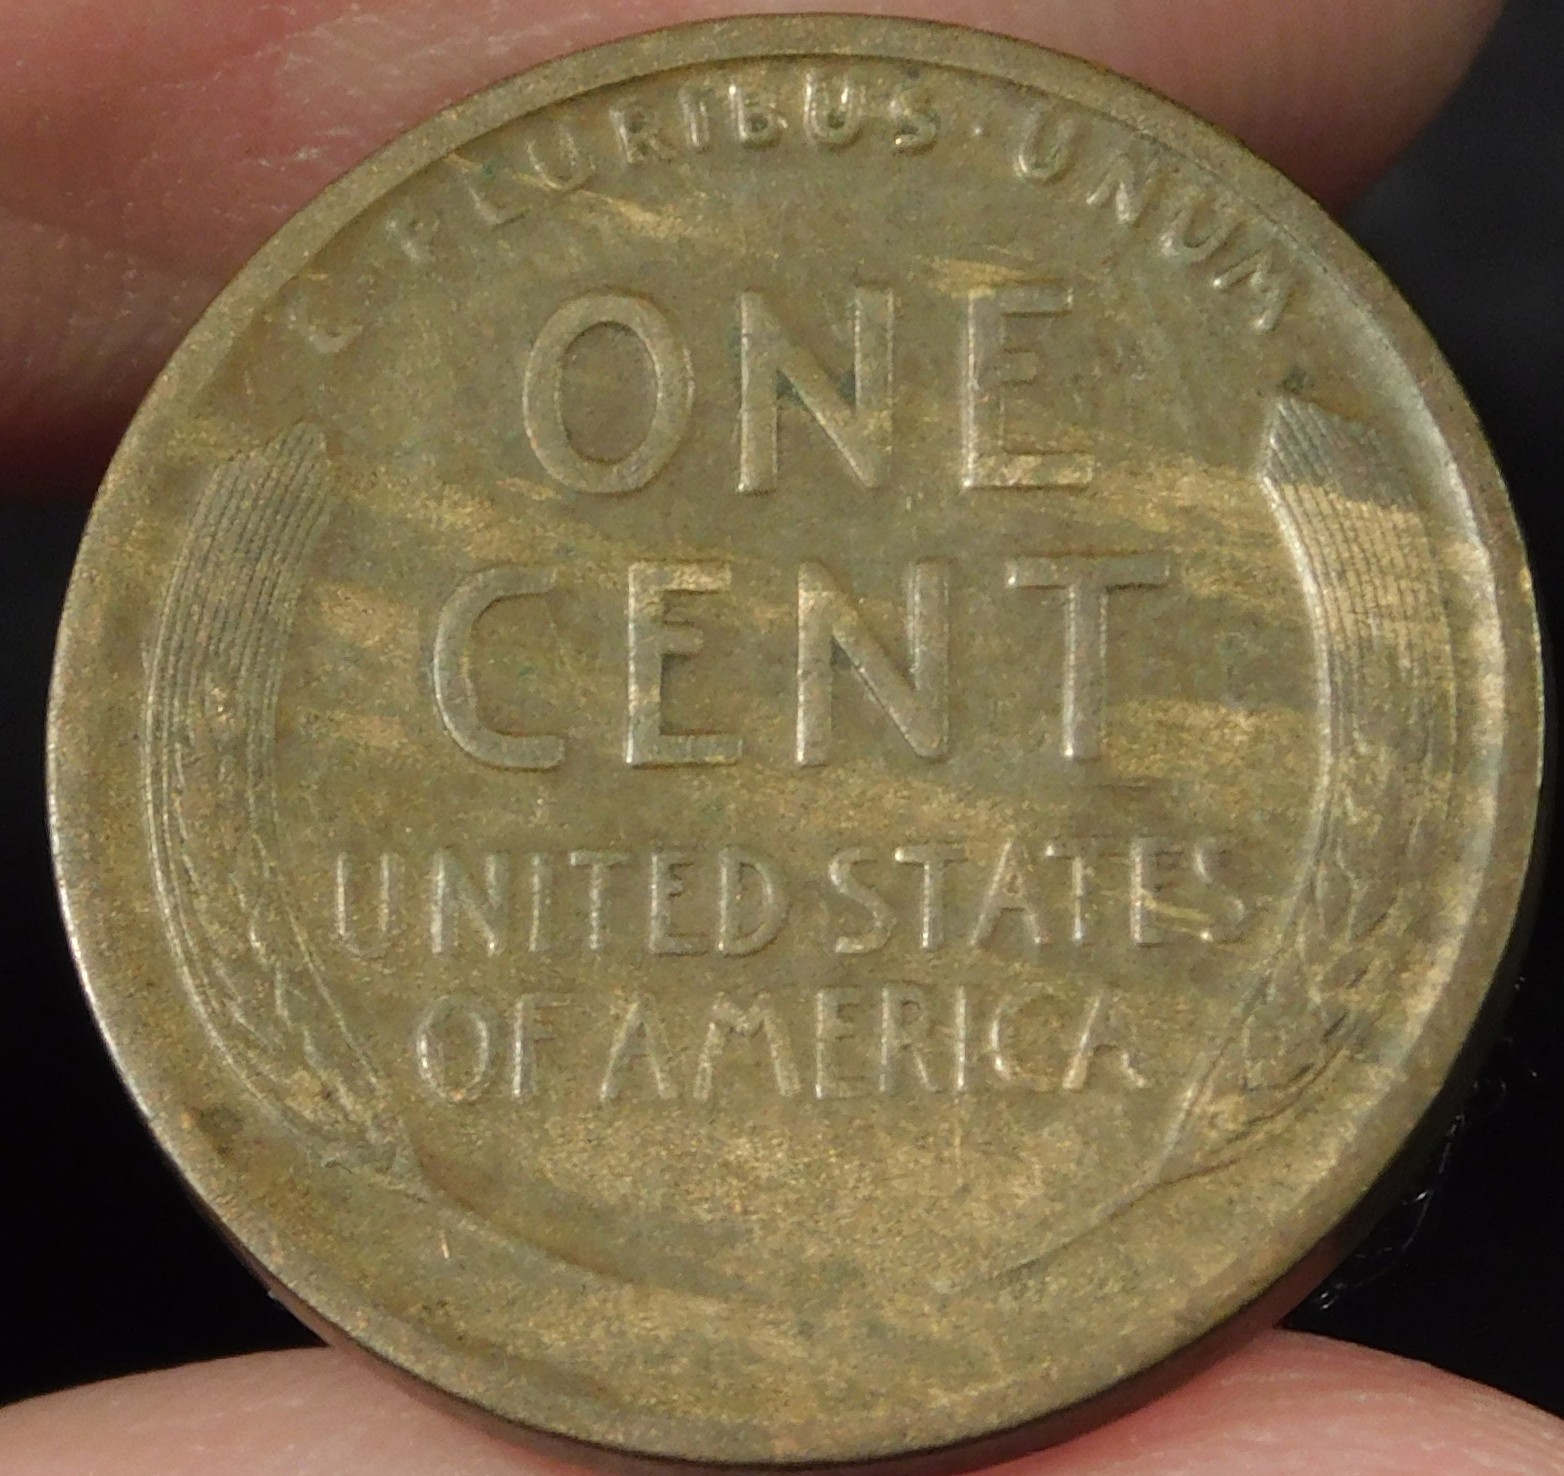 E·PLURIBUS·UNUM
ONE
CENT
UNITED STATES
OF AMERICA